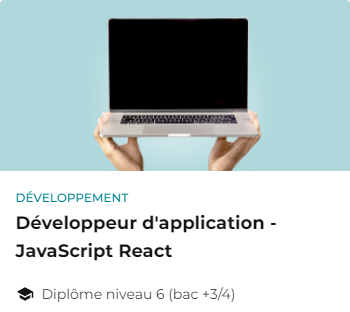 DÉVELOPPEMENT
Développeur d'application -
JavaScript React
Diplôme niveau 6 (bac +3/4)